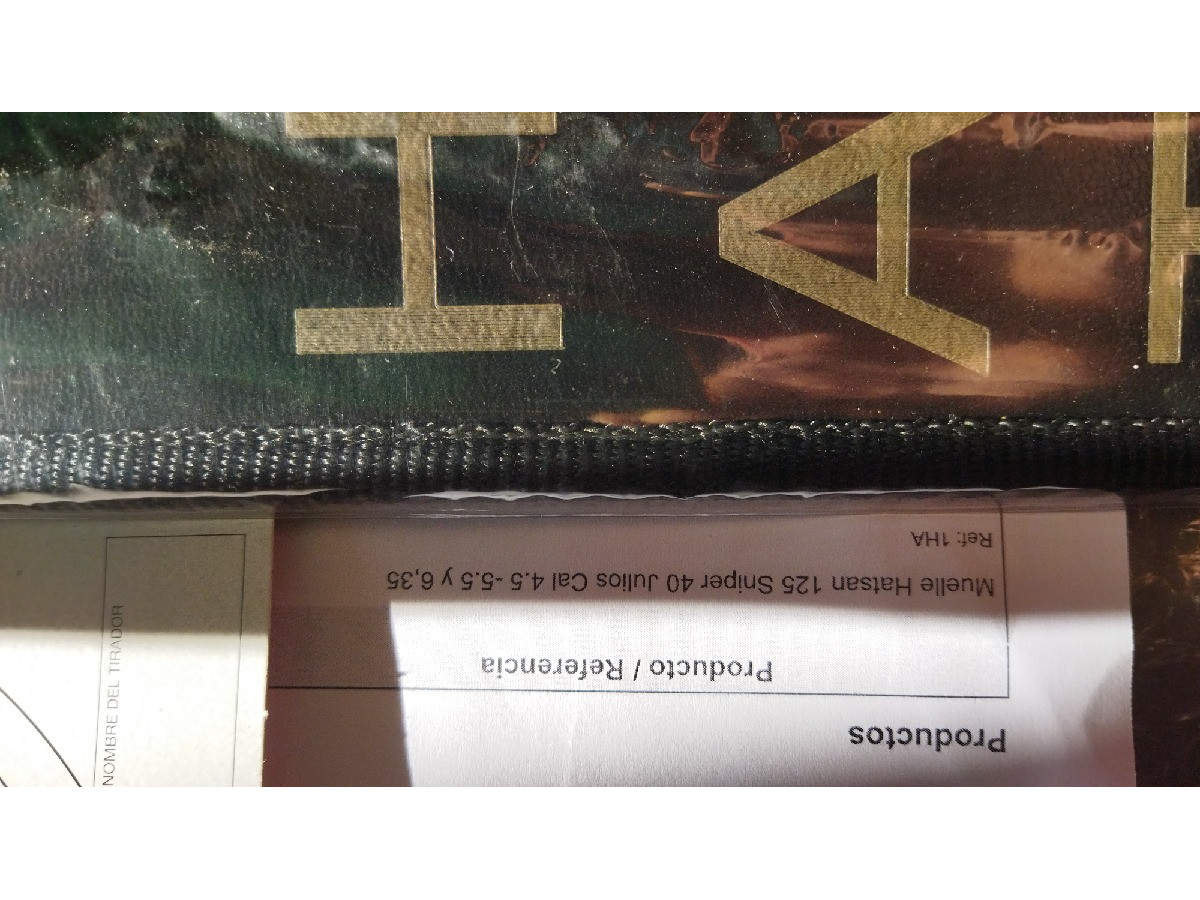 HA
Productos
Producto / Referencia
Muelle Hatsan 125 Sniper 40 Julios Cal 4.5 -5.5 y 6,35
Ref: 1HA
NOMBRE DEL TIRADOR